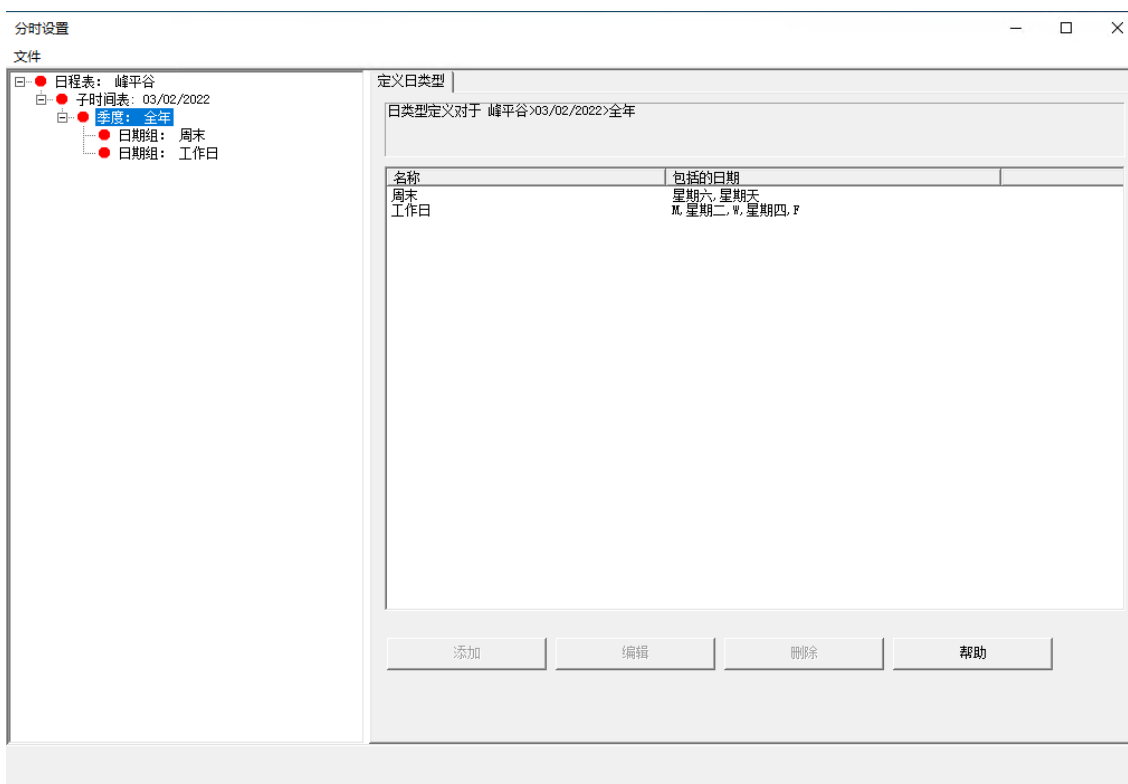 分时设置
文件
日程表： 峰平谷
子时间表: 03/02/2022
季度： 全年
日期组： 周末
日期组： 工作日
定义日类型
日类型定义对于 峰平谷>03/02/2022>全年
名称 包括的日期
周末 星期六,星期天
工作日 M,星期二,W,星期四,F
添加 编辑 删除 帮助